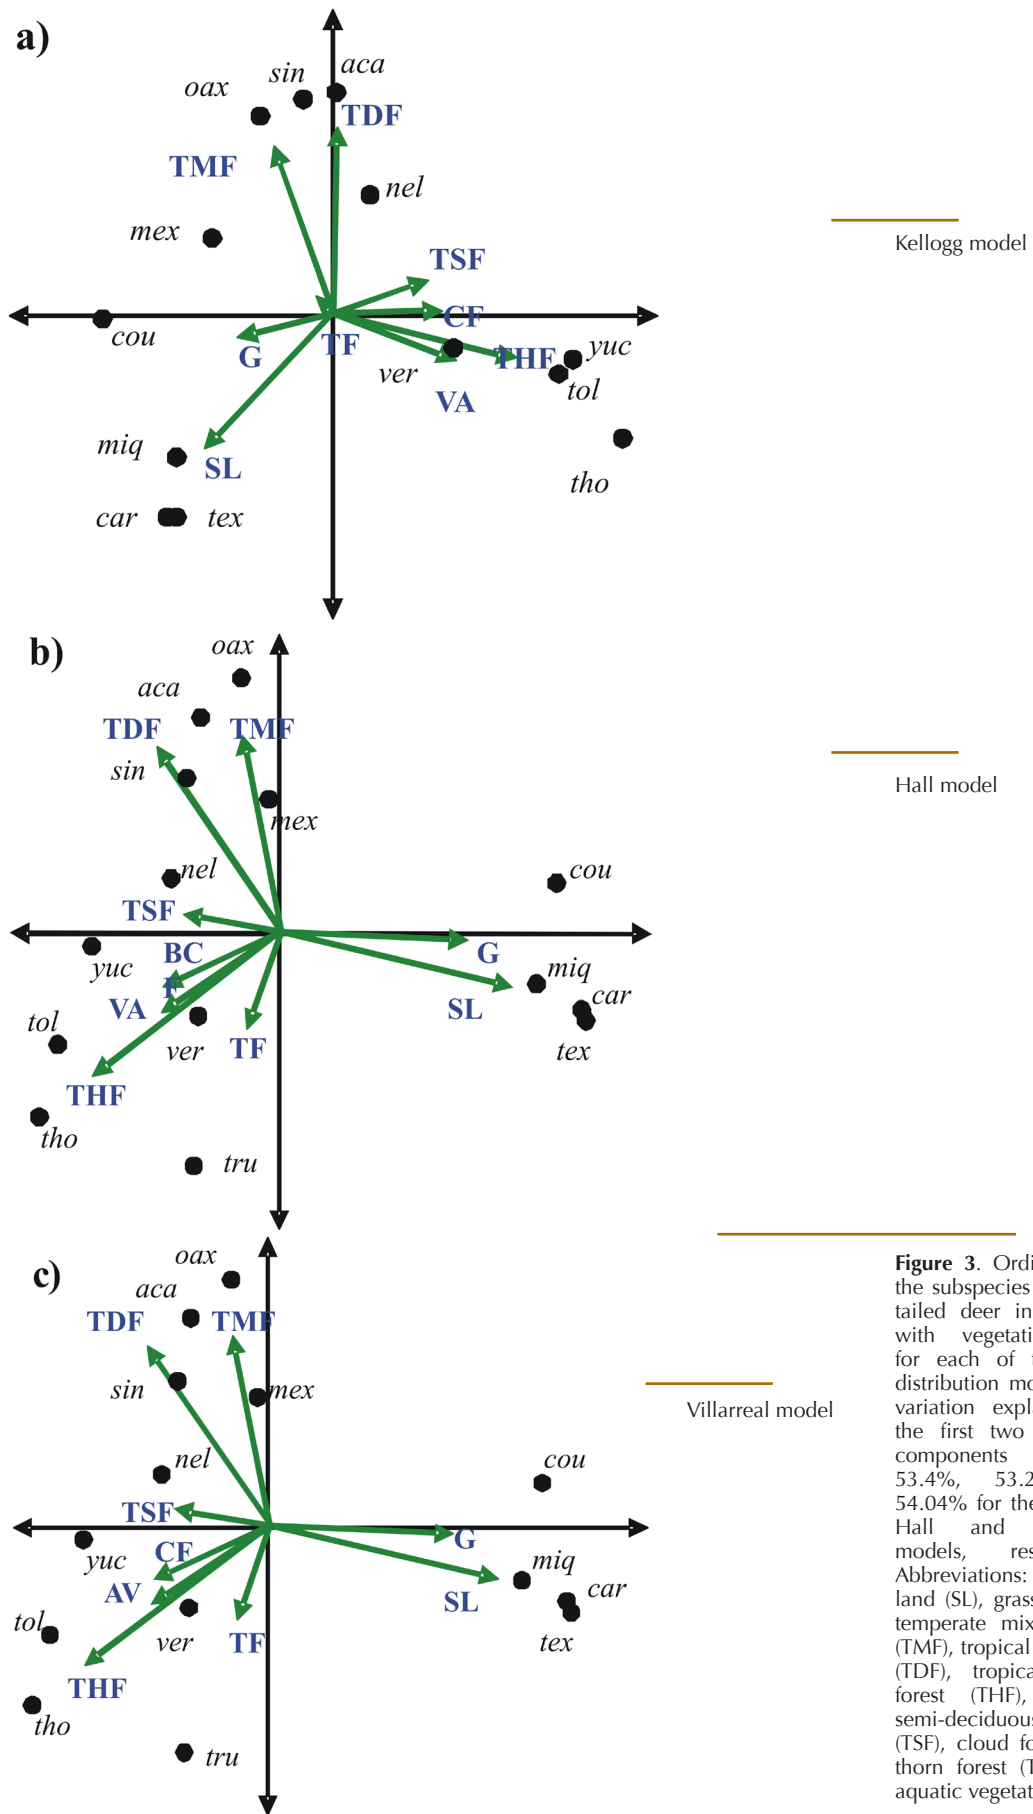 a)
aca
sin
oax
TDF
TMF
nel
mex
TSF
Kellogg model
CF
cou
TF
yuc
G
THF
ver
tol
VA
miq
SL
tho
car
tex
b)
oax
aca
TDF
TMF
sin
Hall model
mex
nel
cou
TSF
BC
G
yuc
miq
F
car
VA
SL
tol
ver
TF
tex
THF
tho
tru
c)
oax
aca
TDF
TMF
sin
mex
Villarreal model
nel
cou
TSF
G
CF
yuc
miq
AV
car
SL
tol
ver
TF
tex
THF
tho
tru
Figure 3. Ordi
the subspecies
tailed deer in
with vegetati
for each of t
distribution mo
variation expla
the first two
components
53.4%, 53.2
54.04% for the
Hall and
models, res
Abbreviations:
land (SL), grass
temperate mix
(TMF), tropical
(TDF), tropica
forest (THF),
semi-deciduous
(TSF), cloud fo
thorn forest (T
aquatic vegetat